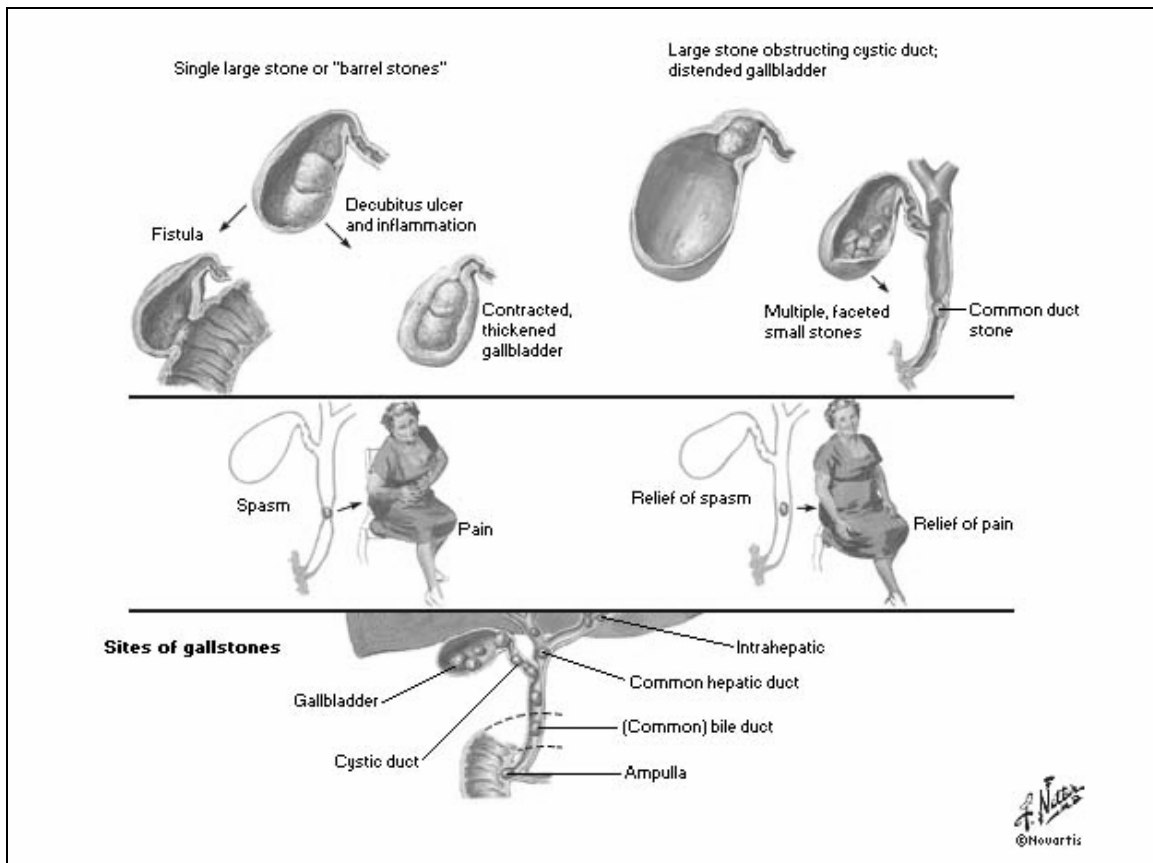 Single large stone or "barrel stones"
Large stone obstructing cystic duct;
distended gallbladder
Decubitus ulcer
and inflammation
Fistula
Contracted,
thickened
gallbladder
Multiple, faceted
small stones
Common duct
stone
Spasm
Pain
Relief of spasm
Relief of pain
Sites of gallstones
Intrahepatic
Common hepatic duct
Gallbladder
(Common) bile duct
Cystic duct
Ampulla
F. Netter
©Novartis